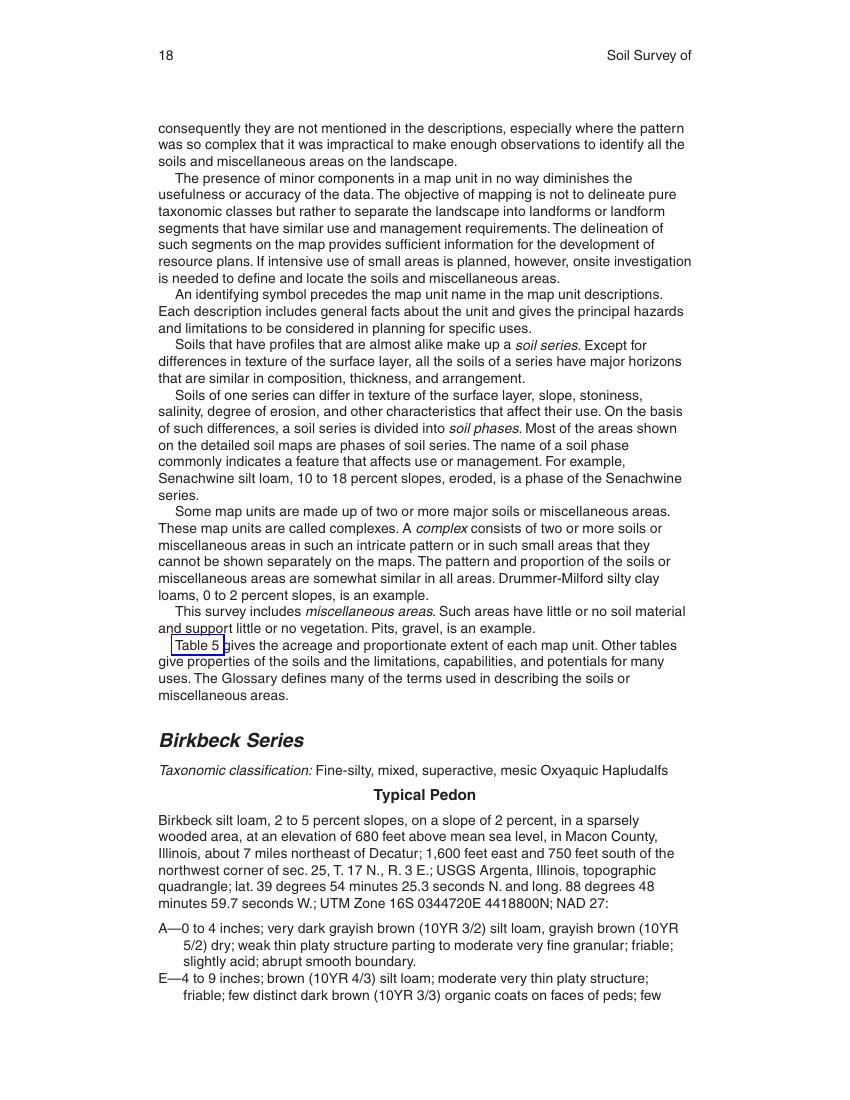 18
Soil Survey of
consequently they are not mentioned in the descriptions, especially where the pattern
was so complex that it was impractical to make enough observations to identify all the
soils and miscellaneous areas on the landscape.
The presence of minor components in a map unit in no way diminishes the
usefulness or accuracy of the data. The objective of mapping is not to delineate pure
taxonomic classes but rather to separate the landscape into landforms or landform
segments that have similar use and management requirements. The delineation of
such segments on the map provides sufficient information for the development of
resource plans. If intensive use of small areas is planned, however, onsite investigation
is needed to define and locate the soils and miscellaneous areas.
An identifying symbol precedes the map unit name in the map unit descriptions.
Each description includes general facts about the unit and gives the principal hazards
and limitations to be considered in planning for specific uses.
Soils that have profiles that are almost alike make up a soil series. Except for
differences in texture of the surface layer, all the soils of a series have major horizons
that are similar in composition, thickness, and arrangement.
Soils of one series can differ in texture of the surface layer, slope, stoniness,
salinity, degree of erosion, and other characteristics that affect their use. On the basis
of such differences, a soil series is divided into soil phases. Most of the areas shown
on the detailed soil maps are phases of soil series. The name of a soil phase
commonly indicates a feature that affects use or management. For example,
Senachwine silt loam, 10 to 18 percent slopes, eroded, is a phase of the Senachwine
series.
Some map units are made up of two or more major soils or miscellaneous areas.
These map units are called complexes. A complex consists of two or more soils or
miscellaneous areas in such an intricate pattern or in such small areas that they
cannot be shown separately on the maps. The pattern and proportion of the soils or
miscellaneous areas are somewhat similar in all areas. Drummer-Milford silty clay
loams, 0 to 2 percent slopes, is an example.
This survey includes miscellaneous areas. Such areas have little or no soil material
and support little or no vegetation. Pits, gravel, is an example.
Table 5 gives the acreage and proportionate extent of each map unit. Other tables
give properties of the soils and the limitations, capabilities, and potentials for many
uses. The Glossary defines many of the terms used in describing the soils or
miscellaneous areas.
Birkbeck Series
Taxonomic classification: Fine-silty, mixed, superactive, mesic Oxyaquic Hapludalfs
Typical Pedon
Birkbeck silt loam, 2 to 5 percent slopes, on a slope of 2 percent, in a sparsely
wooded area, at an elevation of 680 feet above mean sea level, in Macon County,
Illinois, about 7 miles northeast of Decatur; 1,600 feet east and 750 feet south of the
northwest corner of sec. 25, T. 17 N., R. 3 E.; USGS Argenta, Illinois, topographic
quadrangle; lat. 39 degrees 54 minutes 25.3 seconds N. and long. 88 degrees 48
minutes 59.7 seconds W.; UTM Zone 16S 0344720E 4418800N; NAD 27:
A—0 to 4 inches; very dark grayish brown (10YR 3/2) silt loam, grayish brown (10YR
5/2) dry; weak thin platy structure parting to moderate very fine granular; friable;
slightly acid; abrupt smooth boundary.
E—4 to 9 inches; brown (10YR 4/3) silt loam; moderate very thin platy structure;
friable; few distinct dark brown (10YR 3/3) organic coats on faces of peds; few